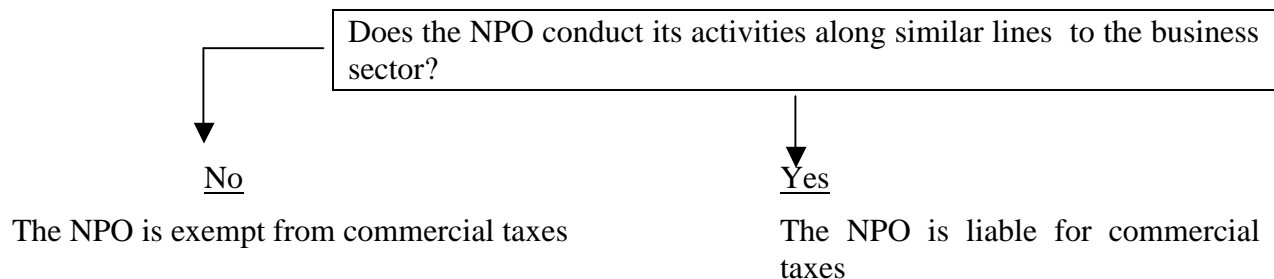 Does the NPO conduct its activities along similar lines to the business
sector?
No
Yes
The NPO is exempt from commercial taxes
The NPO is liable for commercial
taxes